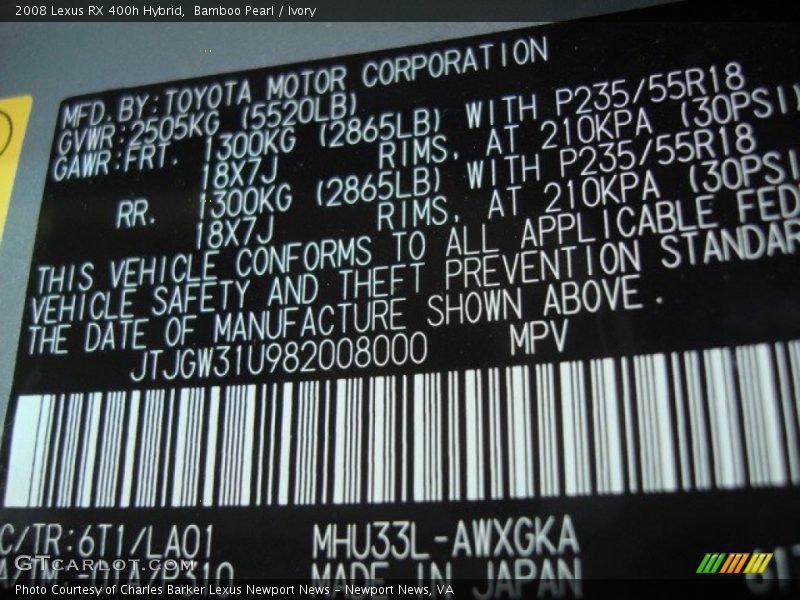 2008 Lexus RX 400h Hybrid,  Bamboo Pearl / Ivory
MFD. BY: TOYOTA MOTOR CORPORATION
GVWR: 2505KG (5520LB)
GAWR: FRT. 1300KG (2865LB) WITH P235/55R18
18X7J RIMS, AT 210KPA (30PSI)
RR. 1300KG (2865LB) WITH P235/55R18
18X7J RIMS, AT 210KPA (30PSI
THIS VEHICLE CONFORMS TO ALL APPLICABLE FED
VEHICLE SAFETY AND THEFT PREVENTION STANDAR
THE DATE OF MANUFACTURE SHOWN ABOVE.
JTJGW31U982008000 MPV
C/TR: 6T1/LA01 MHU33L-AWXGKA
MADE IN JAPAN
GTCARLOT.COM
Photo Courtesy of Charles Barker Lexus Newport News - Newport News, VA